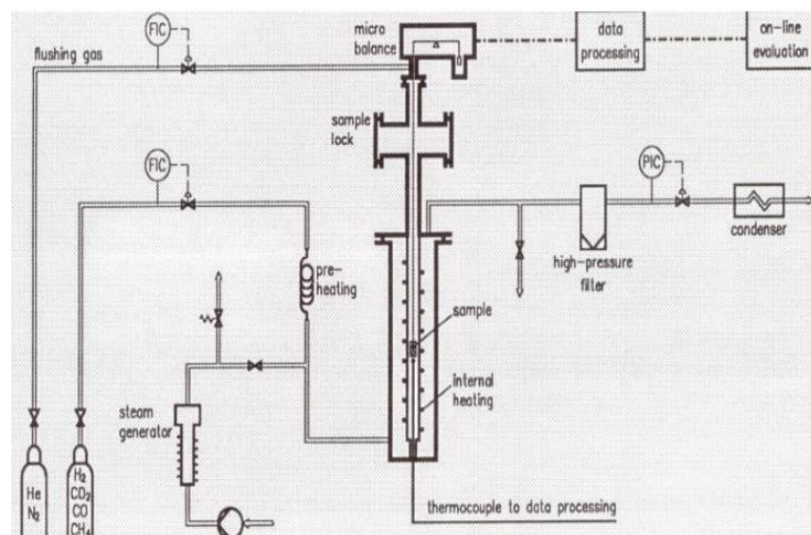 FIC
flushing gas
micro
balance
data
processing
on-line
evaluation
sample
lock
FIC
PIC
condenser
high-pressure
filter
pre-
heating
sample
internal
heating
steam
generator
He
N₂
H₂
CO₂
CO
CH₄
thermocouple to data processing